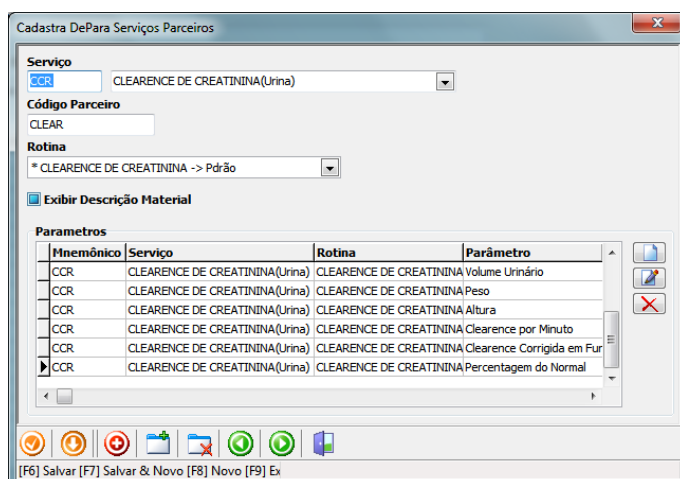 Cadastra DePara Serviços Parceiros
Serviço
CCR CLEARENCE DE CREATININA(Urina)
Código Parceiro
CLEAR
Rotina
* CLEARENCE DE CREATININA -> Pdrão
Exibir Descrição Material
Parametros
Mnemônico Serviço Rotina Parâmetro
CCR CLEARENCE DE CREATININA(Urina) CLEARENCE DE CREATININA Volume Urinário
CCR CLEARENCE DE CREATININA(Urina) CLEARENCE DE CREATININA Peso
CCR CLEARENCE DE CREATININA(Urina) CLEARENCE DE CREATININA Altura
CCR CLEARENCE DE CREATININA(Urina) CLEARENCE DE CREATININA Clearence por Minuto
CCR CLEARENCE DE CREATININA(Urina) CLEARENCE DE CREATININA Clearence Corrigida em Fur
CCR CLEARENCE DE CREATININA(Urina) CLEARENCE DE CREATININA Percentagem do Normal
[F6] Salvar [F7] Salvar & Novo [F8] Novo [F9] Ex